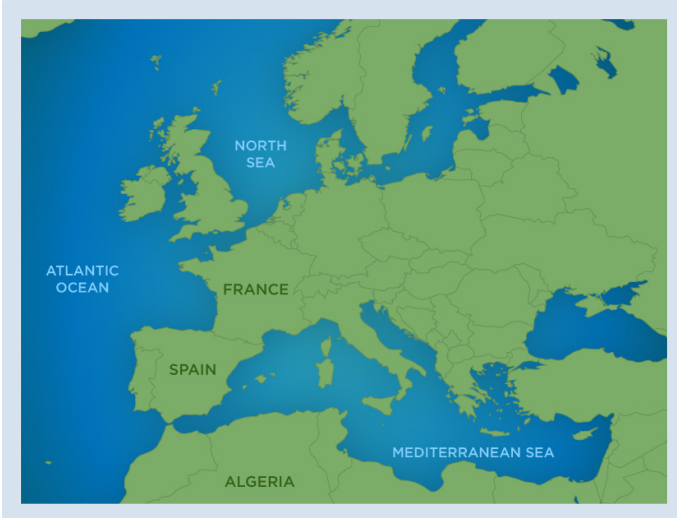 NORTH
SEA
ATLANTIC
OCEAN
FRANCE
SPAIN
MEDITERRANEAN SEA
ALGERIA